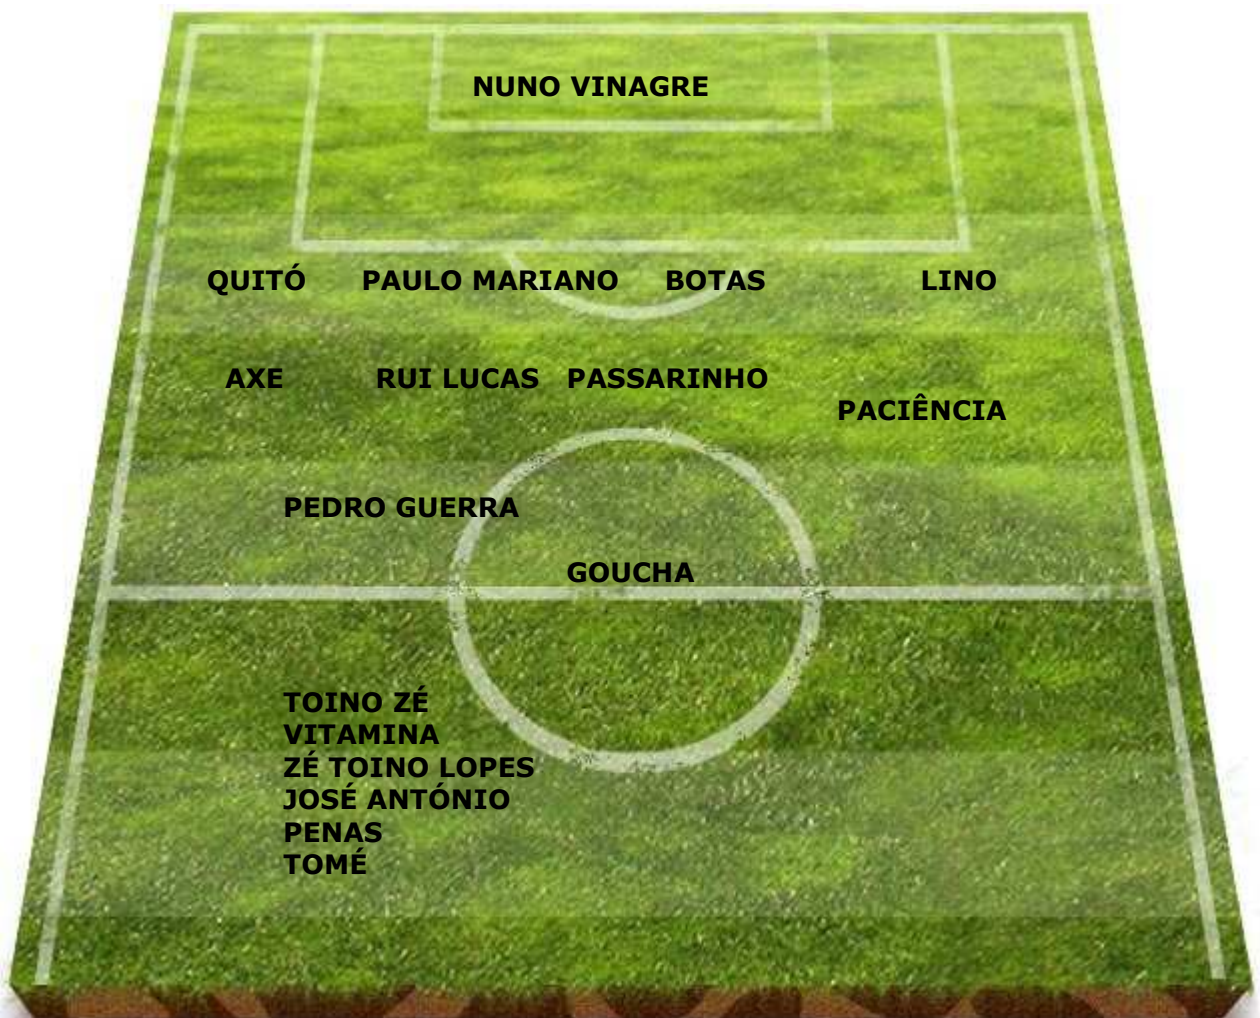 NUNO VINAGRE
QUITÓ PAULO MARIANO BOTAS LINO
AXE RUI LUCAS PASSARINHO
PACIÊNCIA
PEDRO GUERRA
GOUCHA
TOINO ZÉ
VITAMINA
ZÉ TOINO LOPES
JOSÉ ANTÓNIO
PENAS
TOMÉ